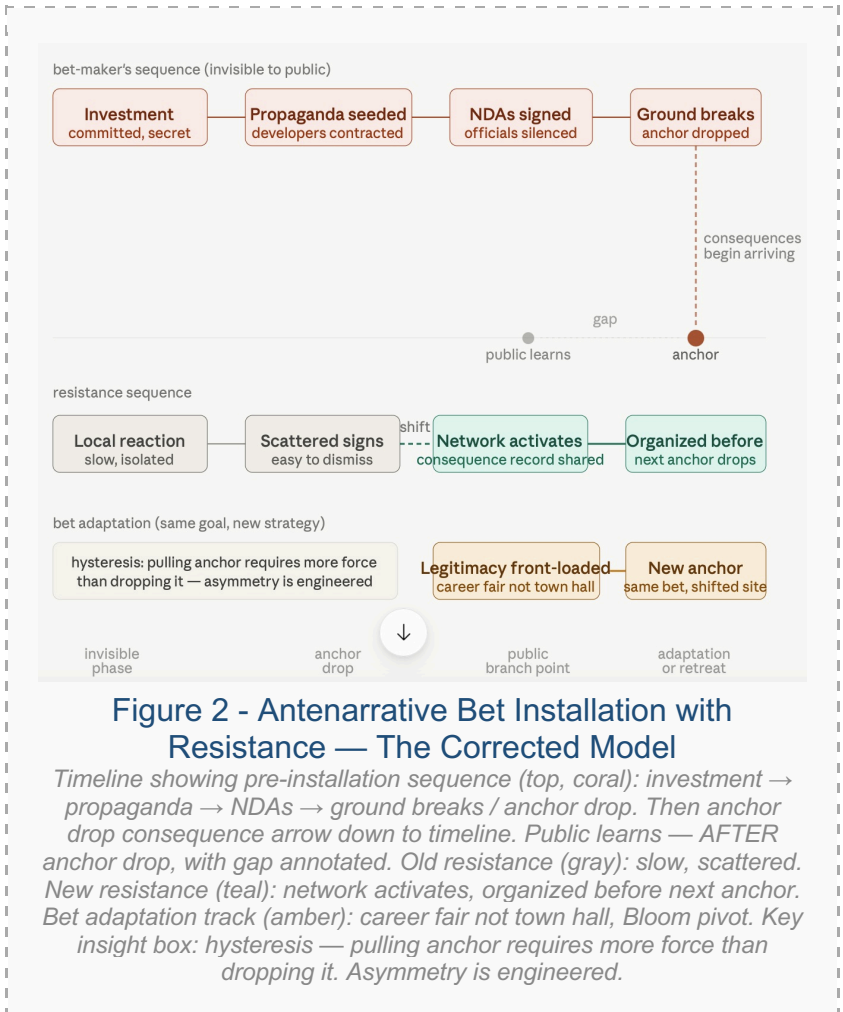 bet-maker's sequence (invisible to public)
Investment
committed, secret
Propaganda seeded
developers contracted
NDAs signed
officials silenced
Ground breaks
anchor dropped
consequences
begin arriving
gap
public learns
anchor
resistance sequence
Local reaction
slow, isolated
Scattered signs
easy to dismiss
shift
Network activates
consequence record shared
Organized before
next anchor drops
bet adaptation (same goal, new strategy)
hysteresis: pulling anchor requires more force
than dropping it — asymmetry is engineered
Legitimacy front-loaded
career fair not town hall
New anchor
same bet, shifted site
invisible
phase
anchor
drop
public
branch point
adaptation
or retreat
Figure 2 - Antenarrative Bet Installation with
Resistance — The Corrected Model
Timeline showing pre-installation sequence (top, coral): investment →
propaganda → NDAs → ground breaks / anchor drop. Then anchor
drop consequence arrow down to timeline. Public learns — AFTER
anchor drop, with gap annotated. Old resistance (gray): slow, scattered.
New resistance (teal): network activates, organized before next anchor.
Bet adaptation track (amber): career fair not town hall, Bloom pivot. Key
insight box: hysteresis — pulling anchor requires more force than
dropping it. Asymmetry is engineered.